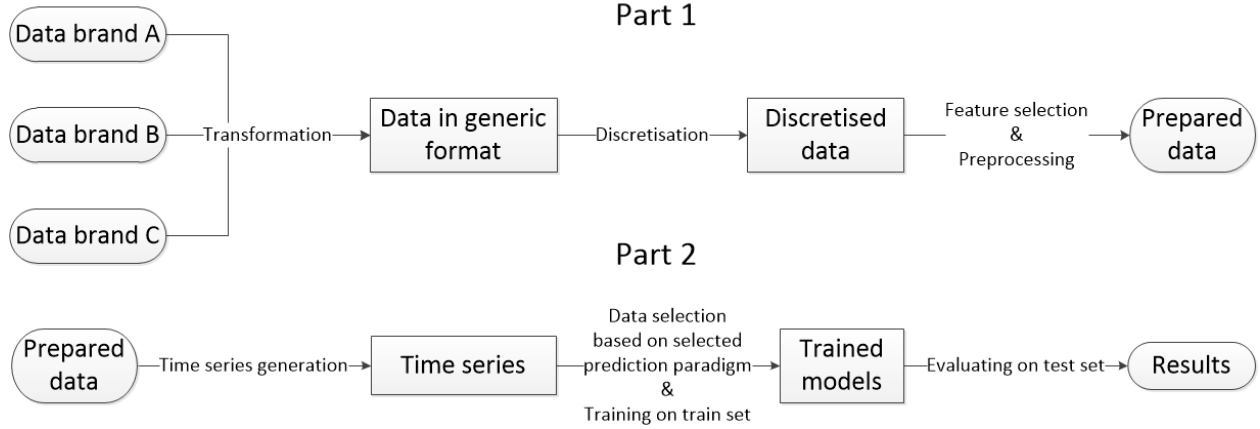 Part 1
Data brand A
Data brand B
Data brand C
Transformation
Data in generic
format
Discretisation
Discretised
data
Feature selection
&
Preprocessing
Prepared
data
Part 2
Prepared
data
Time series generation
Time series
Data selection
based on selected
prediction paradigm
&
Training on train set
Trained
models
Evaluating on test set
Results